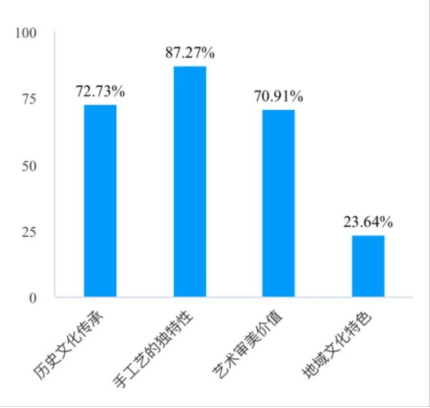 100
75
50
25
0
72.73%
87.27%
70.91%
23.64%
历史文化传承
手工艺的独特性
艺术审美价值
地域文化特色